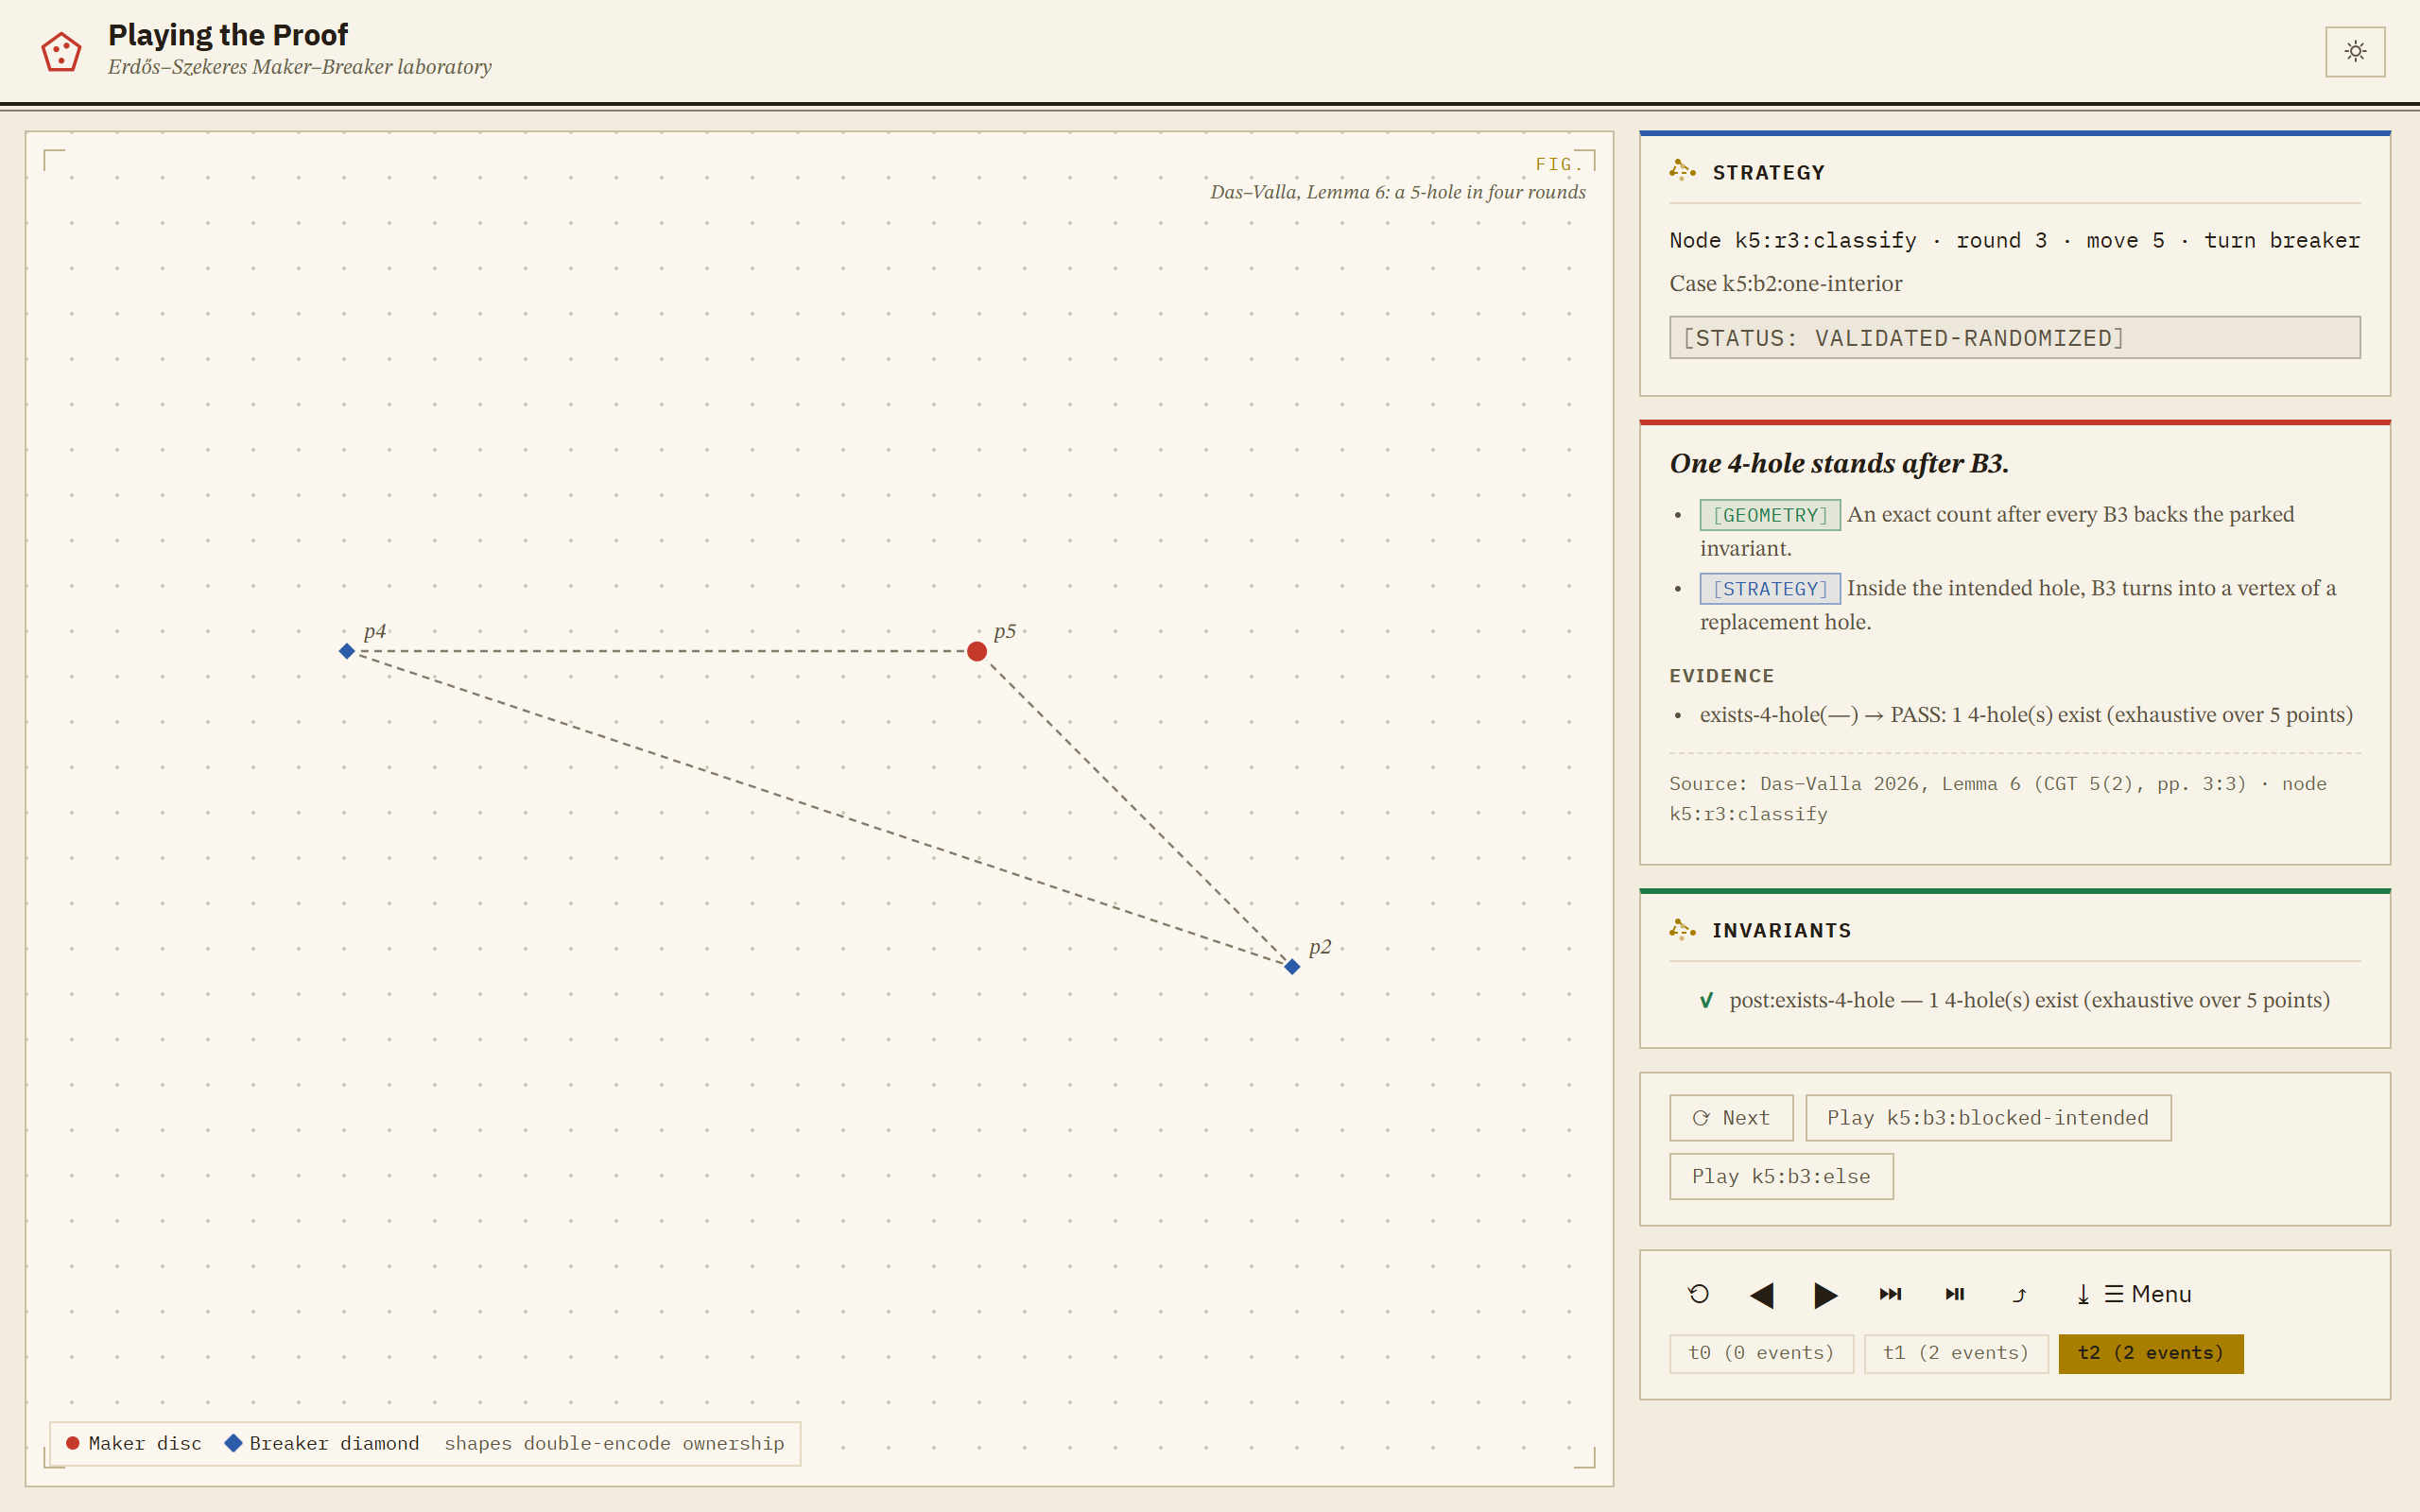 Playing the Proof
Erdős–Szekeres Maker–Breaker laboratory
FIG.
Das–Valla, Lemma 6: a 5-hole in four rounds
p4
p5
p2
Maker disc Breaker diamond shapes double-encode ownership
STRATEGY
Node k5:r3:classify · round 3 · move 5 · turn breaker
Case k5:b2:one-interior
[STATUS: VALIDATED-RANDOMIZED]
One 4-hole stands after B3.
• [GEOMETRY] An exact count after every B3 backs the parked
invariant.
• [STRATEGY] Inside the intended hole, B3 turns into a vertex of a
replacement hole.
EVIDENCE
• exists-4-hole(—) → PASS: 1 4-hole(s) exist (exhaustive over 5 points)
Source: Das–Valla 2026, Lemma 6 (CGT 5(2), pp. 3:3) · node
k5:r3:classify
INVARIANTS
✓ post:exists-4-hole — 1 4-hole(s) exist (exhaustive over 5 points)
⟳ Next Play k5:b3:blocked-intended
Play k5:b3:else
☰ Menu
t0 (0 events) t1 (2 events) t2 (2 events)